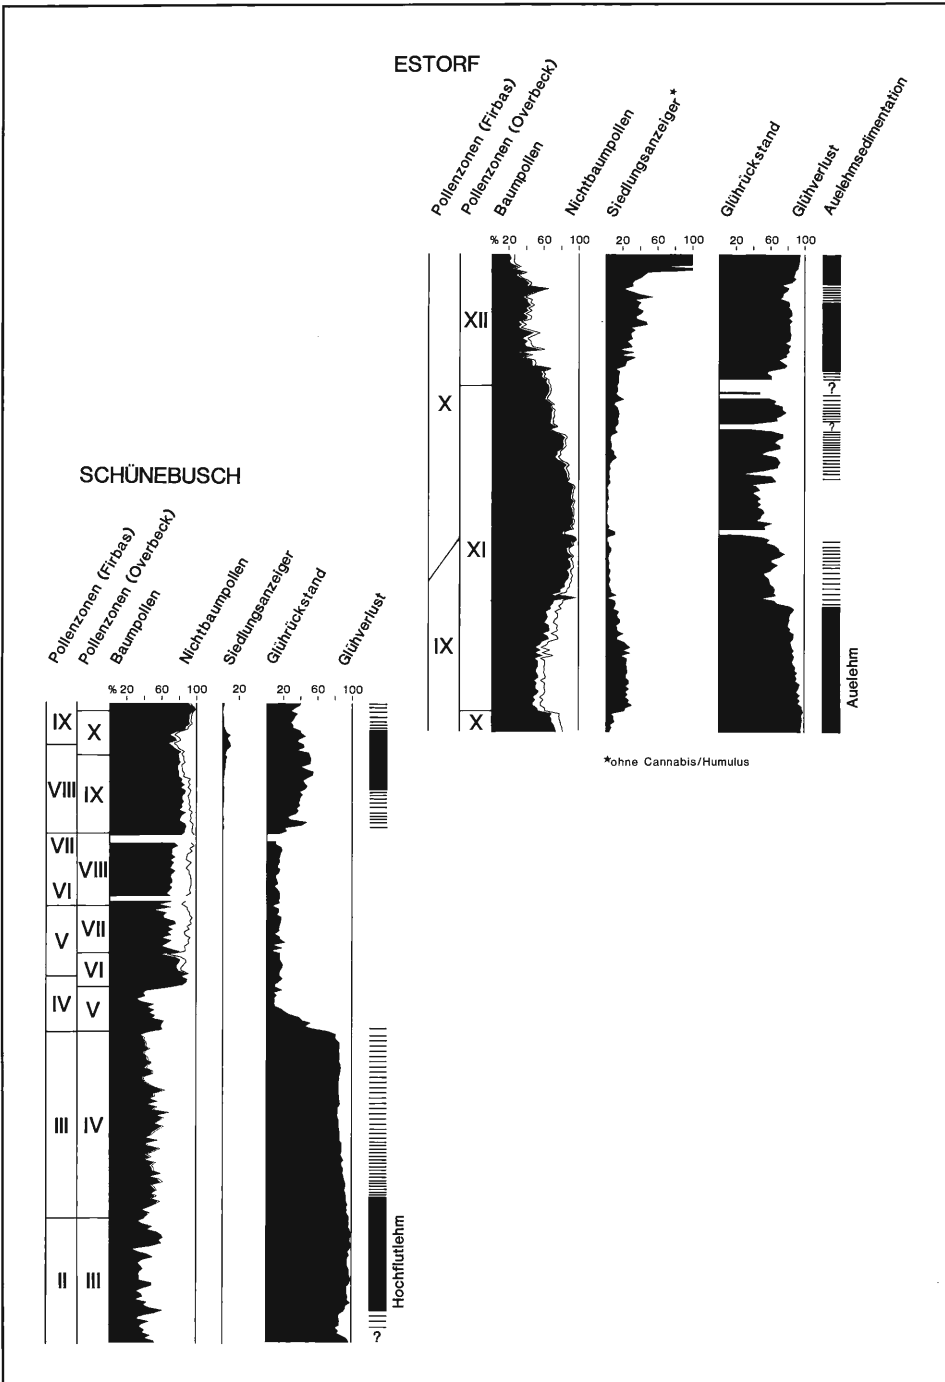 ESTORF
Pollenzonen (Firbas)
Pollenzonen (Overbeck)
Baumpollen
Nichtbaumpollen
Siedlungsanzeiger*
Glührückstand
Glühverlust
Auelehmsedimentation
% 20 60 100
20 60 100
20 60 100
XII
X
XI
IX
X
?
?
Auelehm
*ohne Cannabis/Humulus
SCHÜNEBUSCH
Pollenzonen (Firbas)
Pollenzonen (Overbeck)
Baumpollen
Nichtbaumpollen
Siedlungsanzeiger
Glührückstand
Glühverlust
% 20 60 100
20
20 60 100
IX
X
VIII
IX
VII
VIII
VI
V
VII
VI
IV
V
III
IV
II
III
Hochflutlehm
?